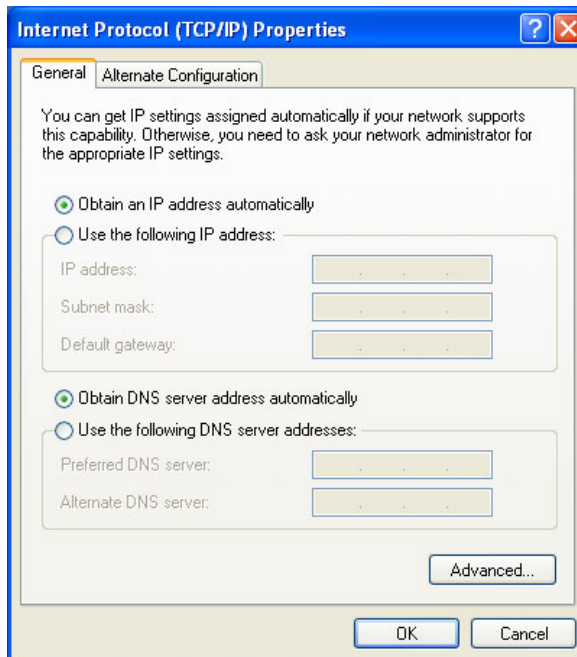 Internet Protocol (TCP/IP) Properties
General
Alternate Configuration
You can get IP settings assigned automatically if your network supports
this capability. Otherwise, you need to ask your network administrator for
the appropriate IP settings.
Obtain an IP address automatically
Use the following IP address:
IP address:
Subnet mask:
Default gateway:
Obtain DNS server address automatically
Use the following DNS server addresses:
Preferred DNS server:
Alternate DNS server:
Advanced...
OK
Cancel